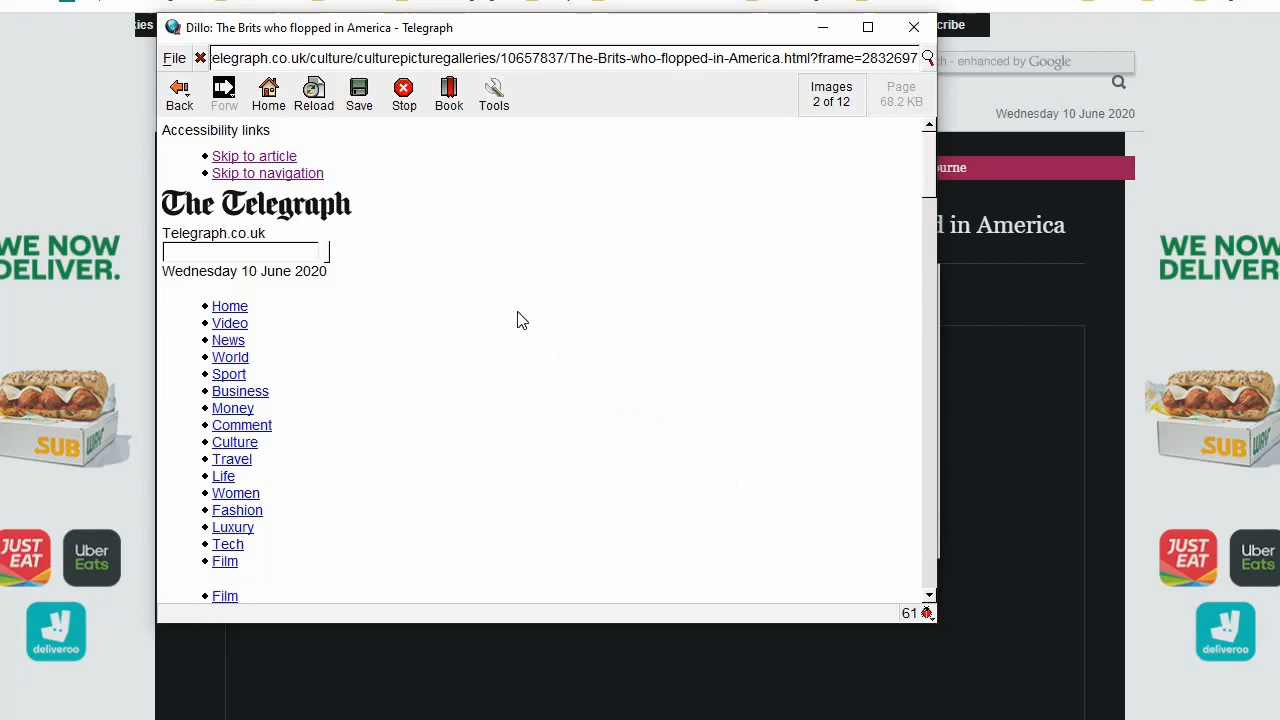 kies
cribe
Dillo: The Brits who flopped in America - Telegraph
File
elegraph.co.uk/culture/culturepicturegalleries/10657837/The-Brits-who-flopped-in-America.html?frame=2832697
ch - enhanced by Google
Back
Forw
Home
Reload
Save
Stop
Book
Tools
Images
2 of 12
Page
68.2 KB
Wednesday 10 June 2020
Accessibility links
Skip to article
Skip to navigation
ourne
The Telegraph
d in America
Telegraph.co.uk
Wednesday 10 June 2020
WE NOW
DELIVER.
WE NOW
DELIVER.
Home
Video
News
World
Sport
Business
Money
Comment
Culture
Travel
Life
Women
Fashion
Luxury
Tech
Film
Film
61
SUBWAY
SUBWAY
JUST
EAT
Uber
Eats
deliveroo
JUST
EAT
Uber
Eats
deliveroo